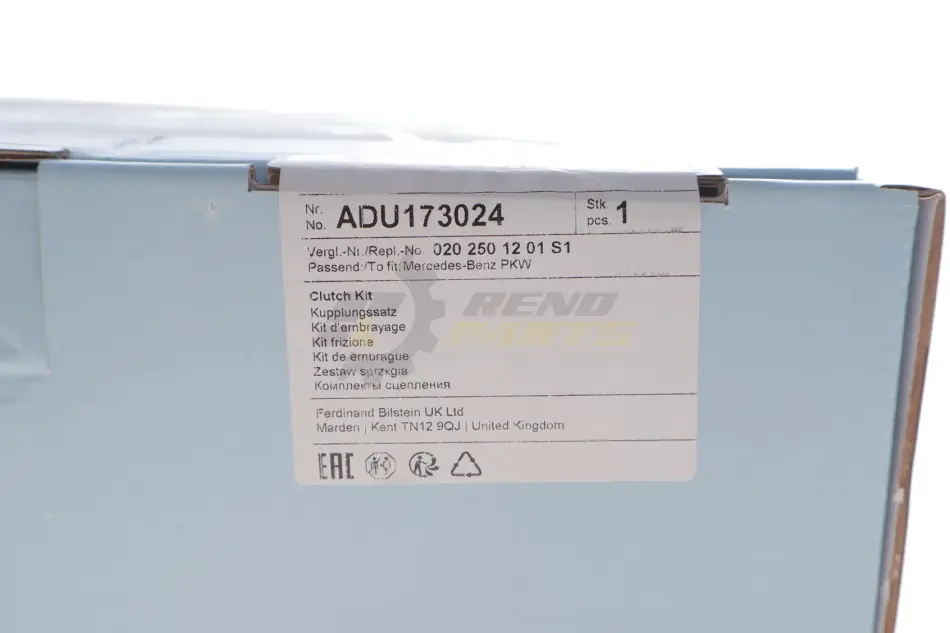 Nr.
No. ADU173024
Stk.
pcs. 1
Vergl.-Nr./Repl.-No. 020 250 12 01 S1
Passend:/To fit: Mercedes-Benz PKW
Clutch Kit
Kupplungssatz
Kit d'embrayage
Kit frizione
Kit de embrague
Zestaw sprzęgła
Комплекты сцепления
Ferdinand Bilstein UK Ltd
Marden | Kent TN12 9QJ | United Kingdom
EAC
RENO
PARTS